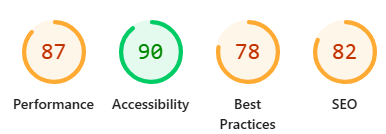 87 90 78 82
Performance Accessibility Best SEO
Practices